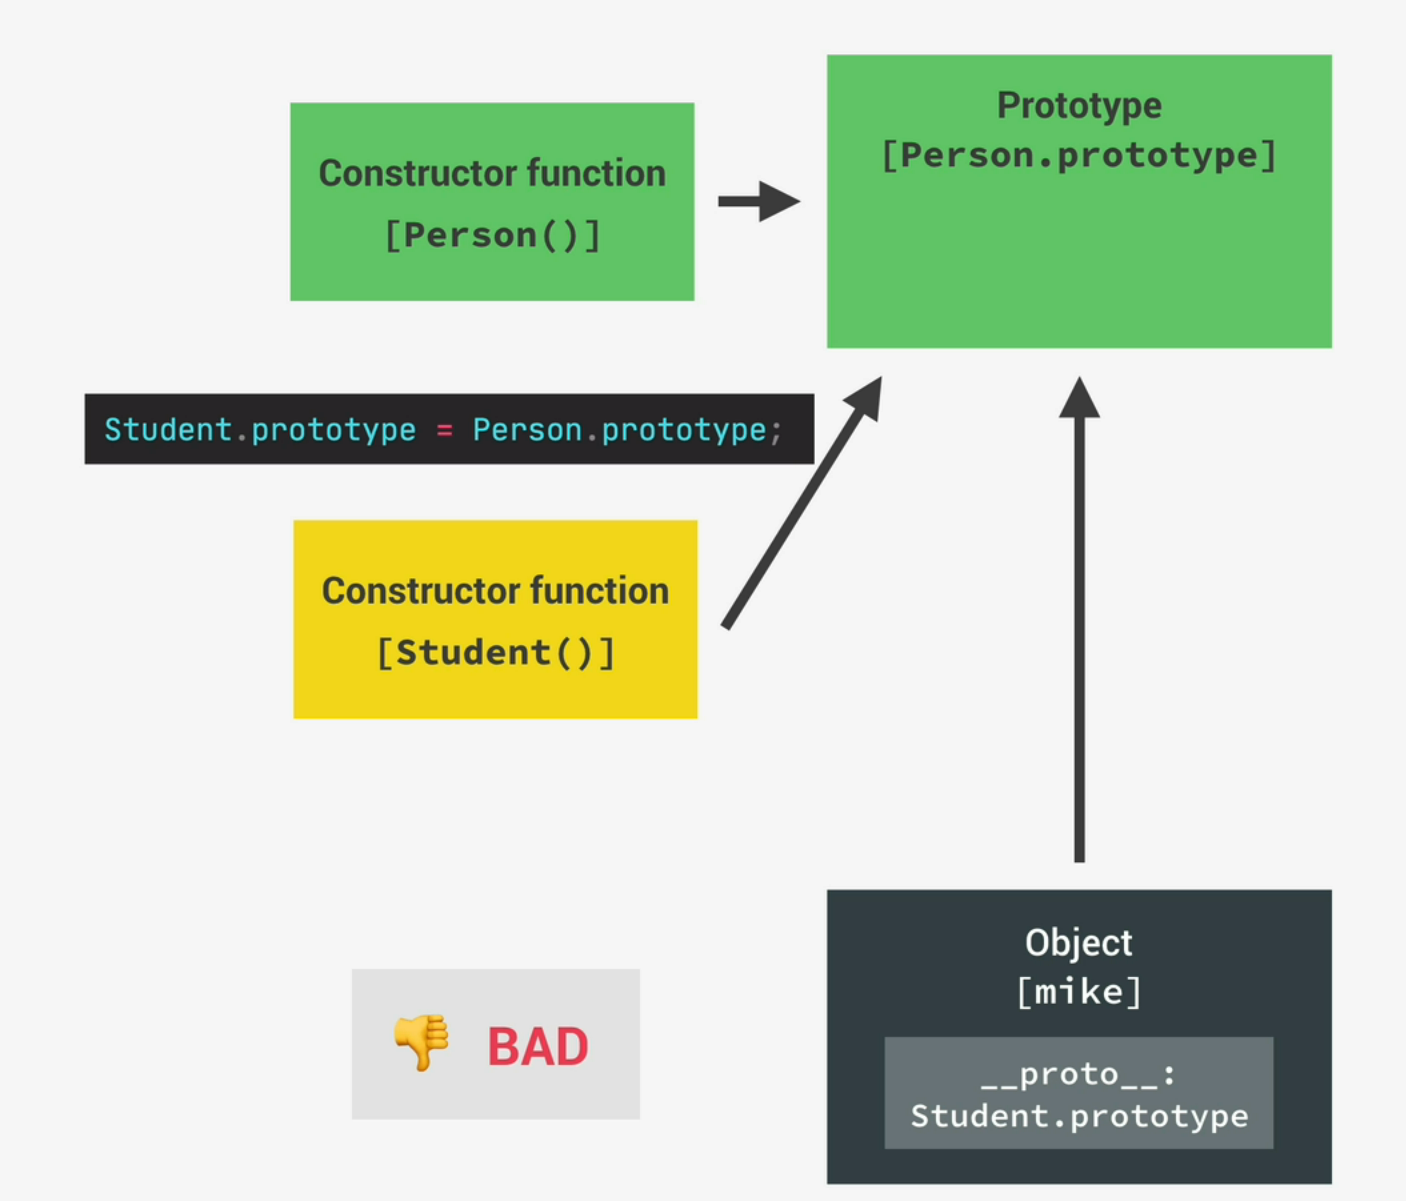 Prototype
[Person.prototype]
Constructor function
[Person()]
Student.prototype = Person.prototype;
Constructor function
[Student()]
👎 BAD
Object
[mike]
__proto__:
Student.prototype